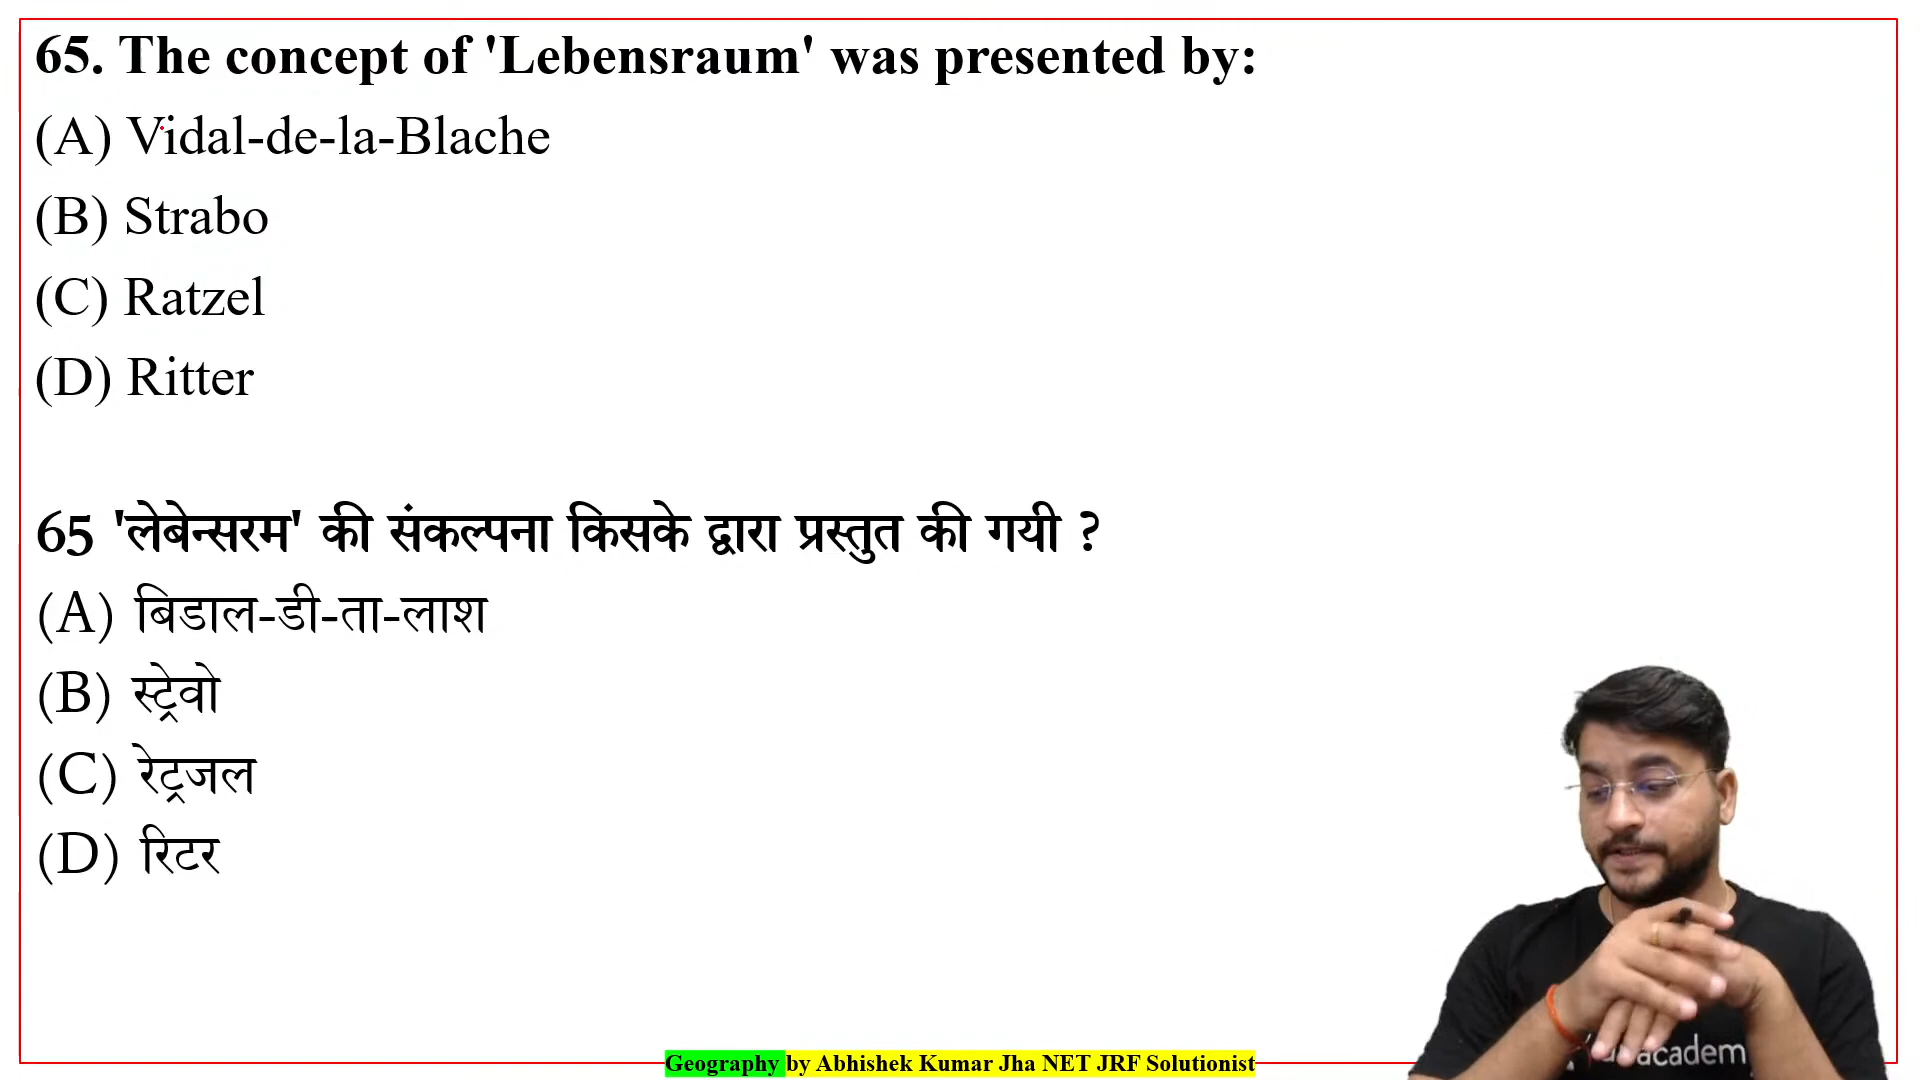 65. The concept of 'Lebensraum' was presented by:
(A) Vidal-de-la-Blache
(B) Strabo
(C) Ratzel
(D) Ritter
65 'लेबेन्सरम' की संकल्पना किसके द्वारा प्रस्तुत की गयी ?
(A) बिडाल-डी-ता-लाश
(B) स्ट्रेवो
(C) रेट्रजल
(D) रिटर
Geography by Abhishek Kumar Jha NET JRF Solutionist